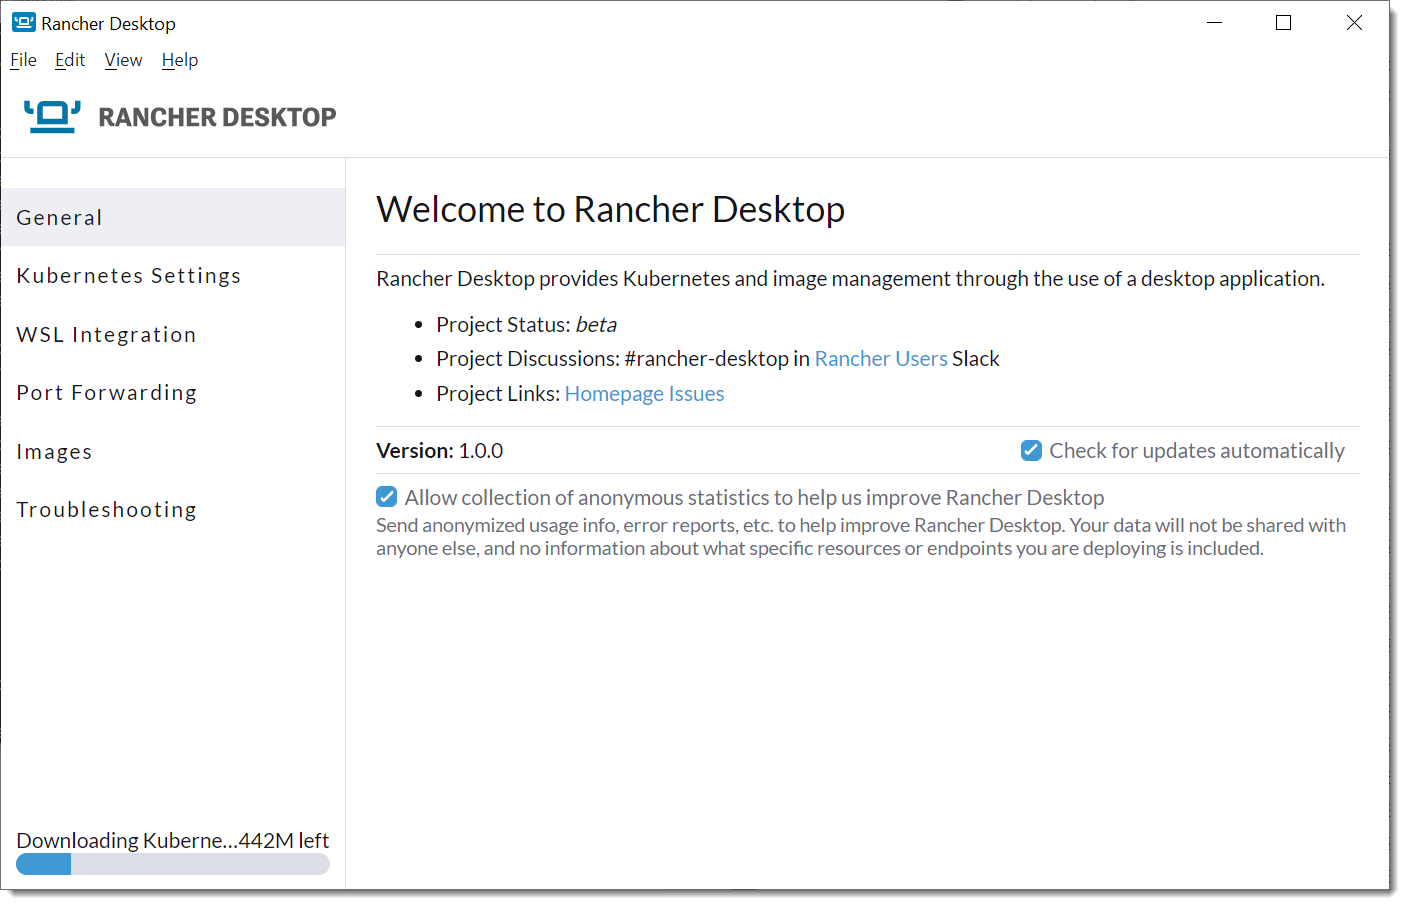 Rancher Desktop
File Edit View Help
RANCHER DESKTOP
General
Kubernetes Settings
WSL Integration
Port Forwarding
Images
Troubleshooting
Downloading Kuberne...442M left
Welcome to Rancher Desktop
Rancher Desktop provides Kubernetes and image management through the use of a desktop application.
• Project Status: beta
• Project Discussions: #rancher-desktop in Rancher Users Slack
• Project Links: Homepage Issues
Version: 1.0.0 Check for updates automatically
Allow collection of anonymous statistics to help us improve Rancher Desktop
Send anonymized usage info, error reports, etc. to help improve Rancher Desktop. Your data will not be shared with
anyone else, and no information about what specific resources or endpoints you are deploying is included.